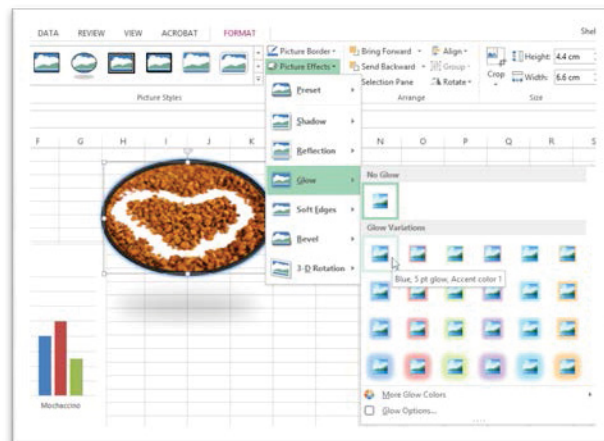 DATA REVIEW VIEW ACROBAT FORMAT Shel
Picture Border Bring Forward Align Height: 4.4 cm
Picture Effects Send Backward Group Crop Width: 6.6 cm
Selection Pane Rotate
Picture Styles Arrange Size
Preset
Shadow
Reflection
Glow
Soft Edges
Bevel
3-D Rotation
F G H I J K N O P Q R S
No Glow
Glow Variations
Blue, 5 pt glow, Accent color 1
More Glow Colors
Glow Options...
Mochaccino